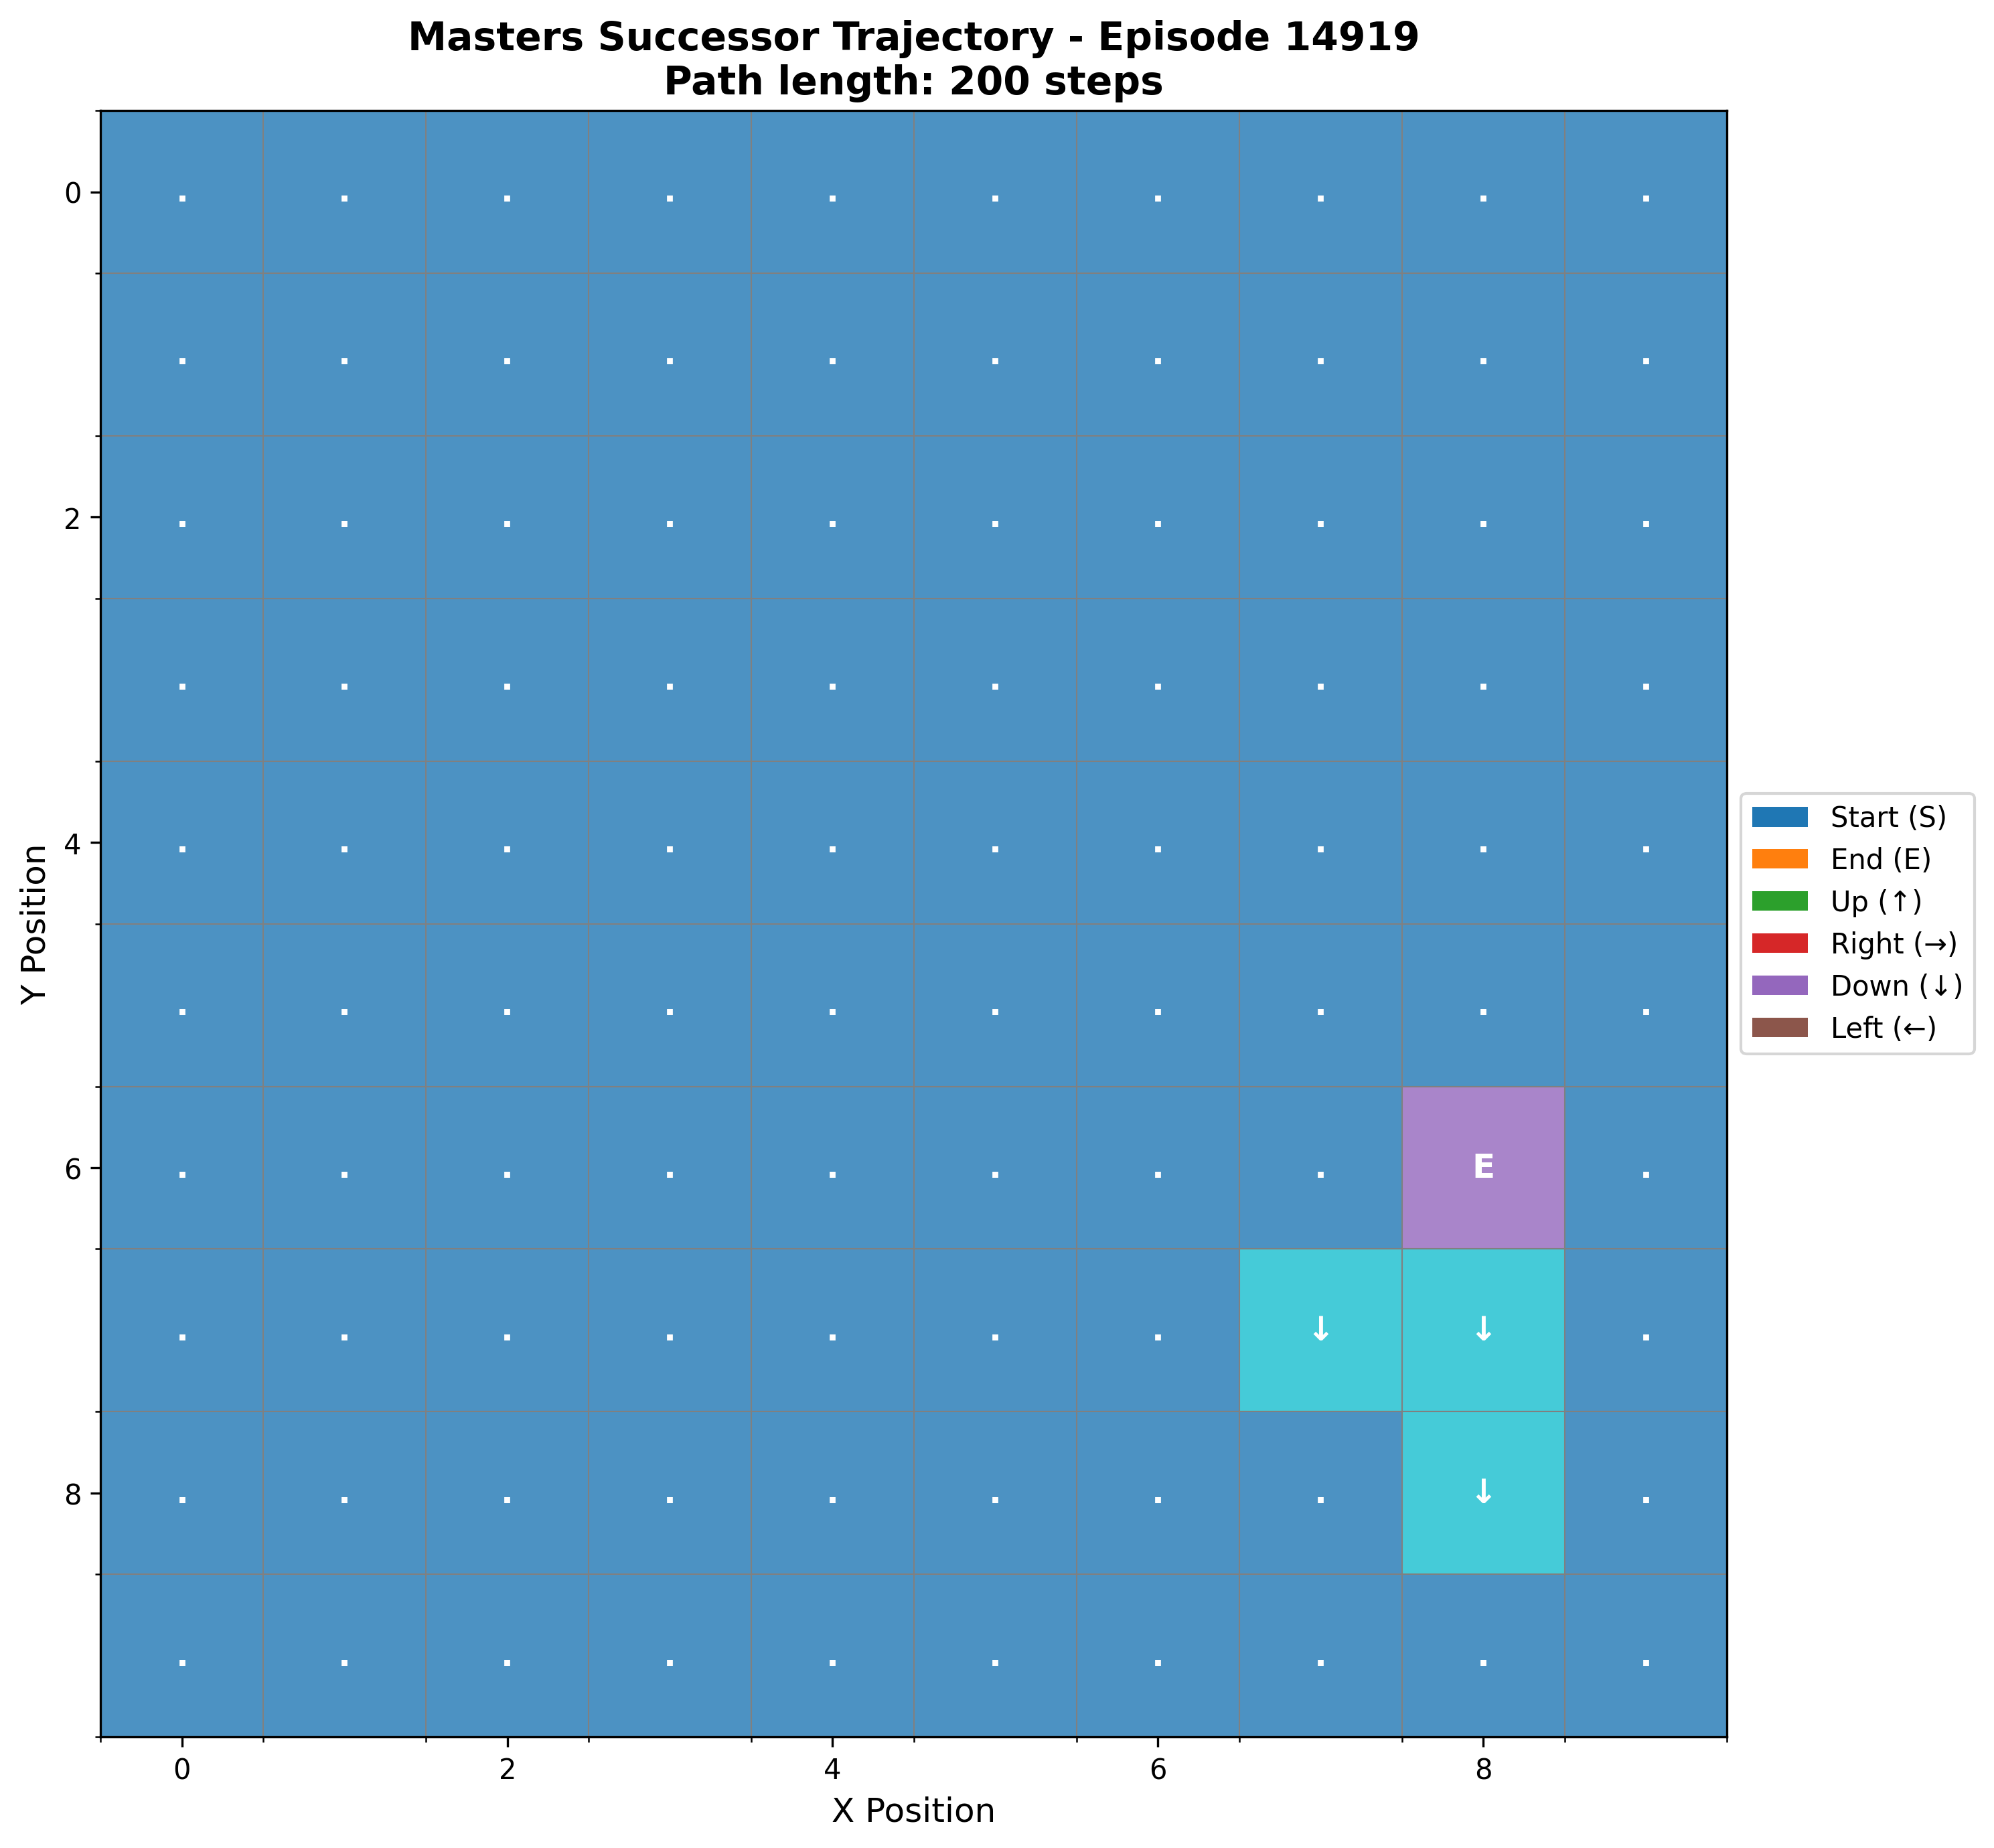 Masters Successor Trajectory - Episode 14919
Path length: 200 steps
0
2
4
6
8
Y Position
E
↓ ↓
↓
0 2 4 6 8
X Position
Start (S)
End (E)
Up (↑)
Right (→)
Down (↓)
Left (←)